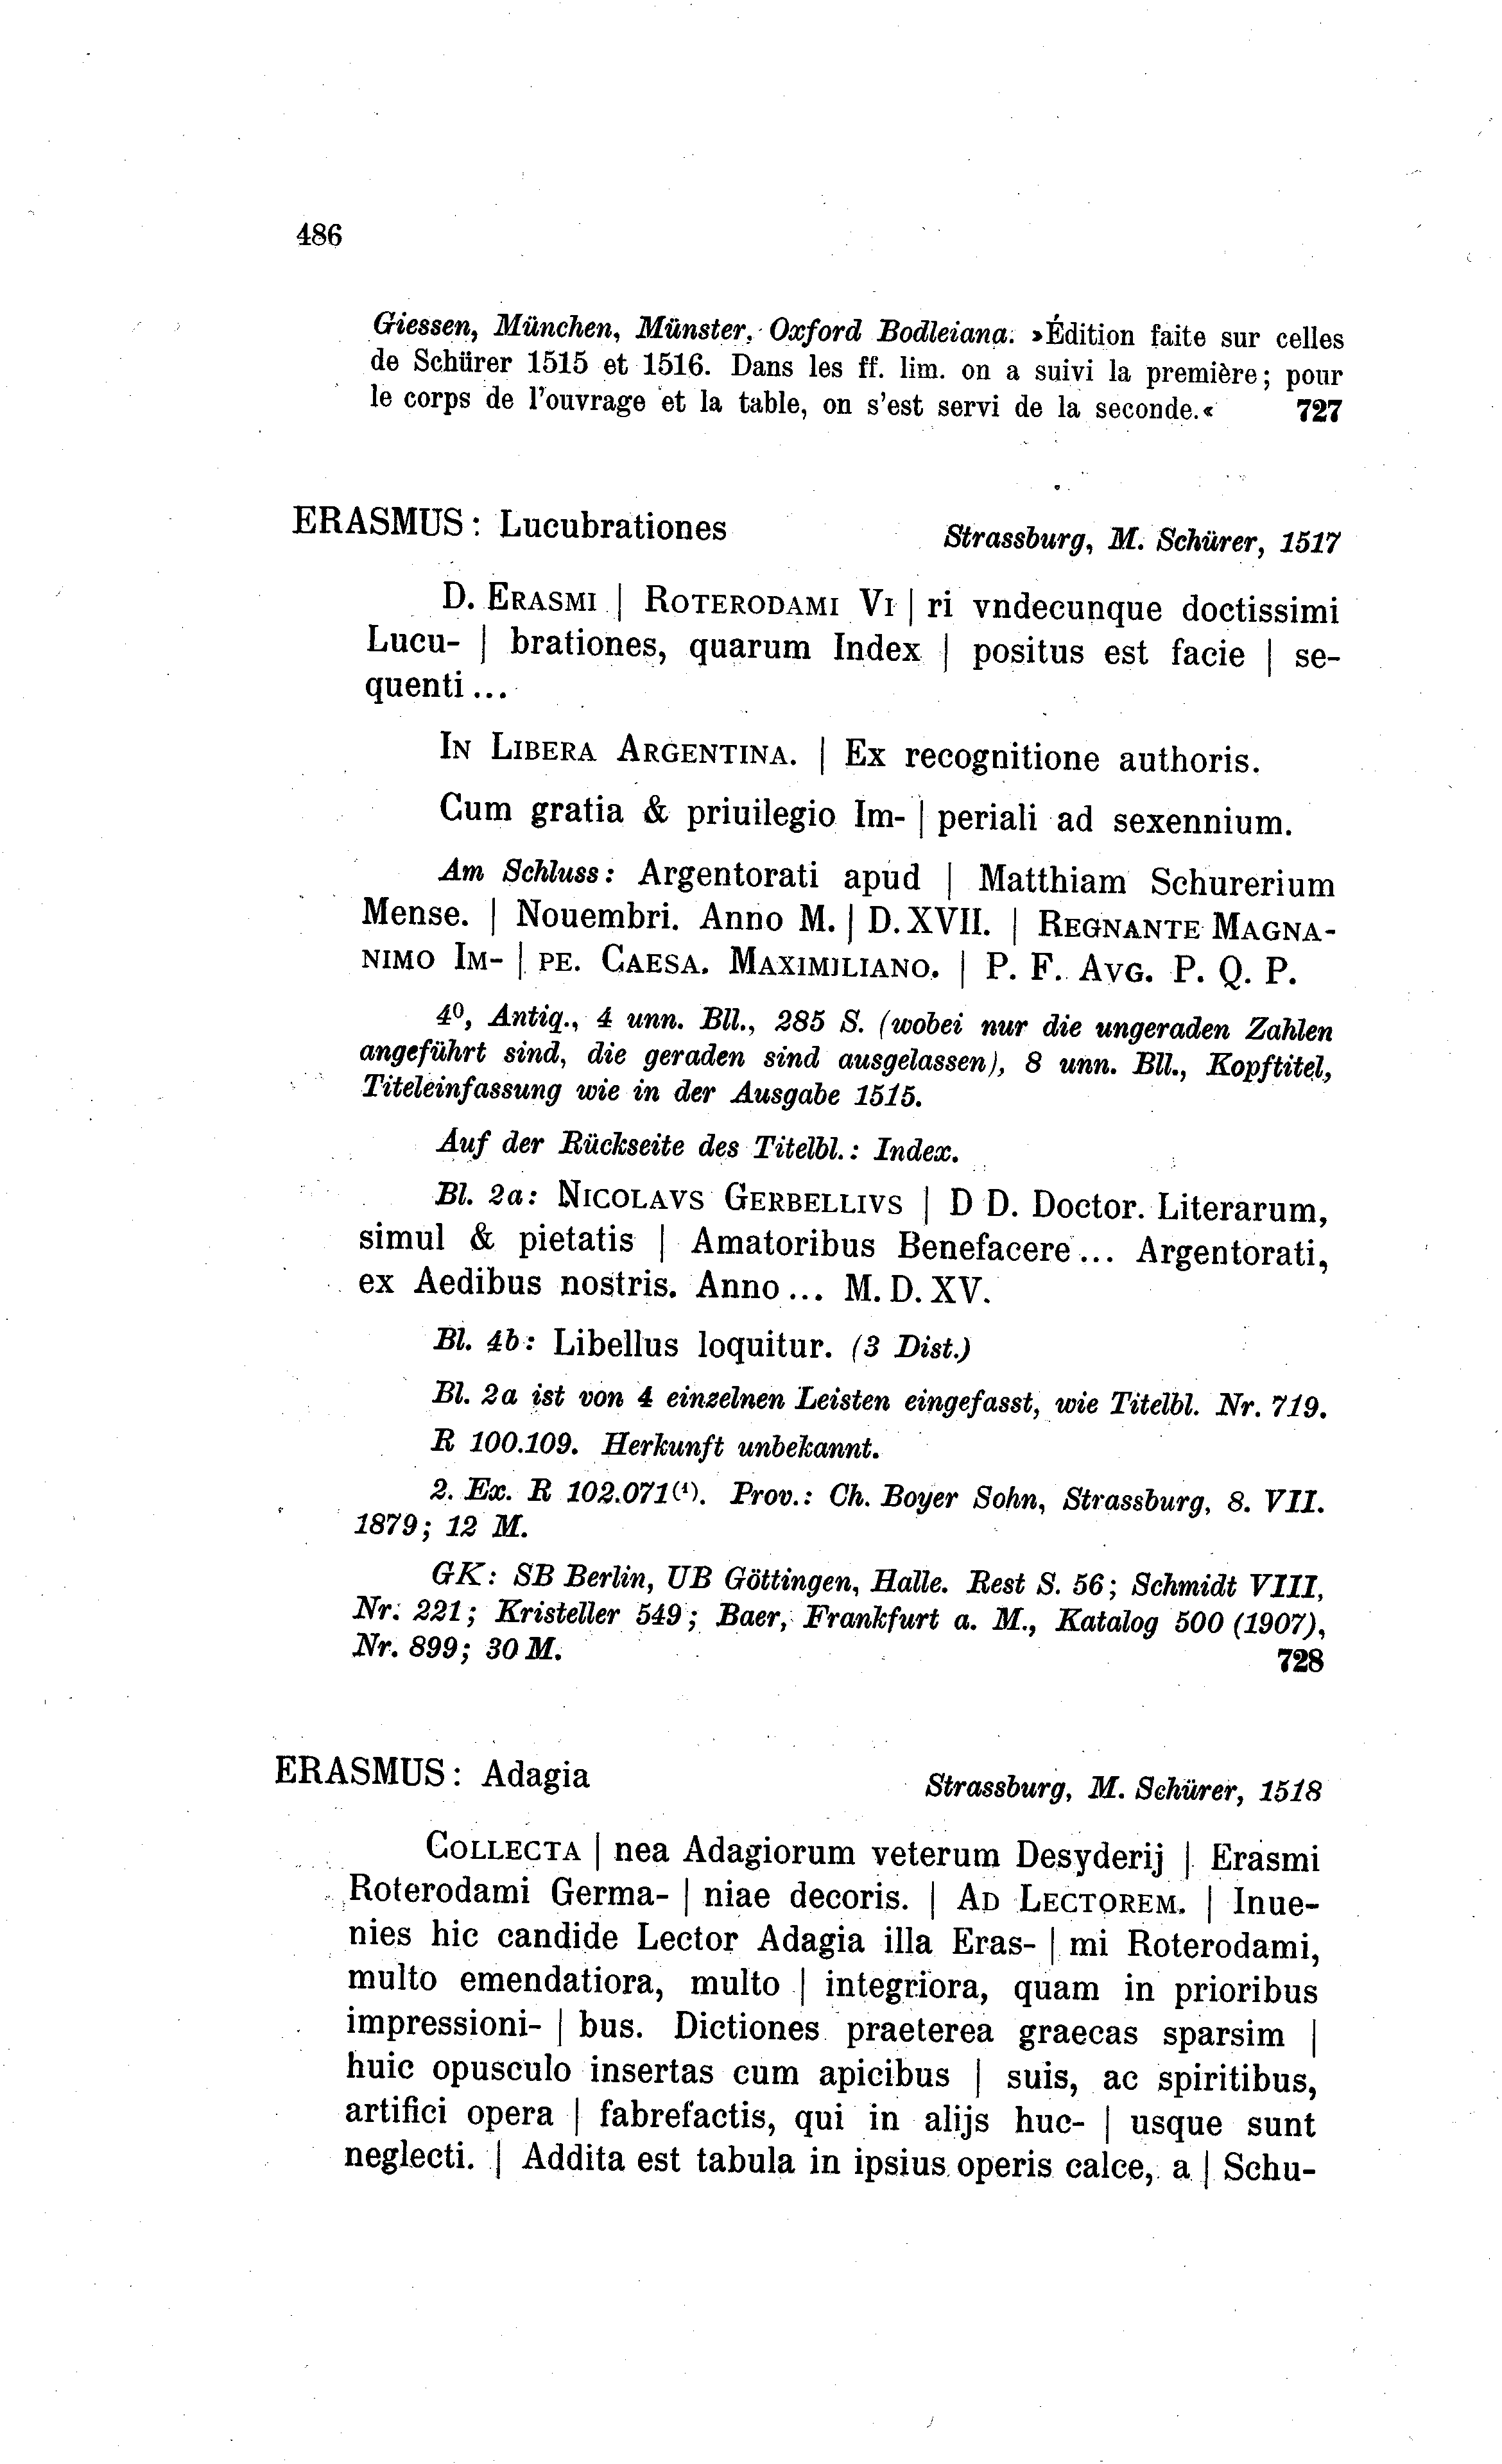 486
Giessen, München, Münster, Oxford Bodleiana. »Édition faite sur celles
de Schürer 1515 et 1516. Dans les ff. lim. on a suivi la première; pour
le corps de l'ouvrage et la table, on s'est servi de la seconde.« 727
ERASMUS: Lucubrationes Strassburg, M. Schürer, 1517
D. ERASMI | ROTERODAMI VI | ri vndecunque doctissimi
Lucu- | brationes, quarum Index | positus est facie | se-
quenti ...
IN LIBERA ARGENTINA. | Ex recognitione authoris.
Cum gratia & priuilegio Im- | periali ad sexennium.
Am Schluss: Argentorati apud | Matthiam Schurerium
Mense. | Nouembri. Anno M. | D. XVII. | REGNANTE MAGNA-
NIMO IM- | PE. CAESA. MAXIMILIANO. | P. F. AVG. P. Q. P.
4⁰, Antiq., 4 unn. Bll., 285 S. (wobei nur die ungeraden Zahlen
angeführt sind, die geraden sind ausgelassen), 8 unn. Bll., Kopftitel,
Titeleinfassung wie in der Ausgabe 1515.
Auf der Rückseite des Titelbl.: Index.
Bl. 2a: NICOLAVS GERBELLIVS | D D. Doctor. Literarum,
simul & pietatis | Amatoribus Benefacere ... Argentorati,
ex Aedibus nostris. Anno ... M. D. XV.
Bl. 4b: Libellus loquitur. (3 Dist.)
Bl. 2a ist von 4 einzelnen Leisten eingefasst, wie Titelbl. Nr. 719.
R 100.109. Herkunft unbekannt.
2. Ex. R 102.071⁽¹⁾. Prov.: Ch. Boyer Sohn, Strassburg, 8. VII.
1879; 12 M.
GK: SB Berlin, UB Göttingen, Halle. Rest S. 56; Schmidt VIII,
Nr. 221; Kristeller 549; Baer, Frankfurt a. M., Katalog 500 (1907),
Nr. 899; 30 M. 728
ERASMUS: Adagia Strassburg, M. Schürer, 1518
COLLECTA | nea Adagiorum veterum Desyderij | Erasmi
Roterodami Germa- | niae decoris. | AD LECTOREM. | Inue-
nies hic candide Lector Adagia illa Eras- | mi Roterodami,
multo emendatiora, multo | integriora, quam in prioribus
impressioni- | bus. Dictiones praeterea graecas sparsim |
huic opusculo insertas cum apicibus | suis, ac spiritibus,
artifici opera | fabrefactis, qui in alijs huc- | usque sunt
neglecti. | Addita est tabula in ipsius operis calce, a | Schu-